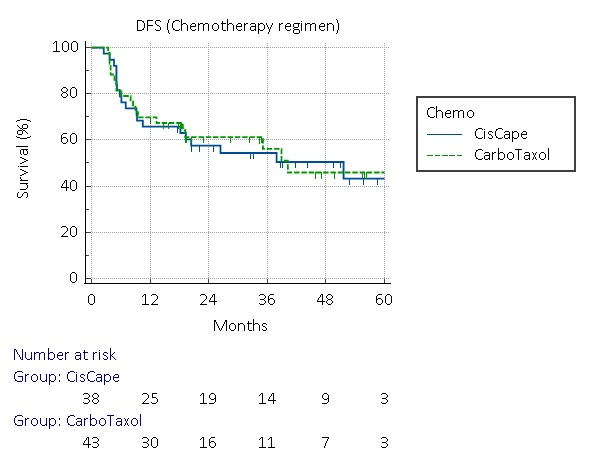 DFS (Chemotherapy regimen)
100
80
60
40
20
0
Survival (%)
0 12 24 36 48 60
Months
Chemo
CisCape
CarboTaxol
Number at risk
Group: CisCape
38 25 19 14 9 3
Group: CarboTaxol
43 30 16 11 7 3